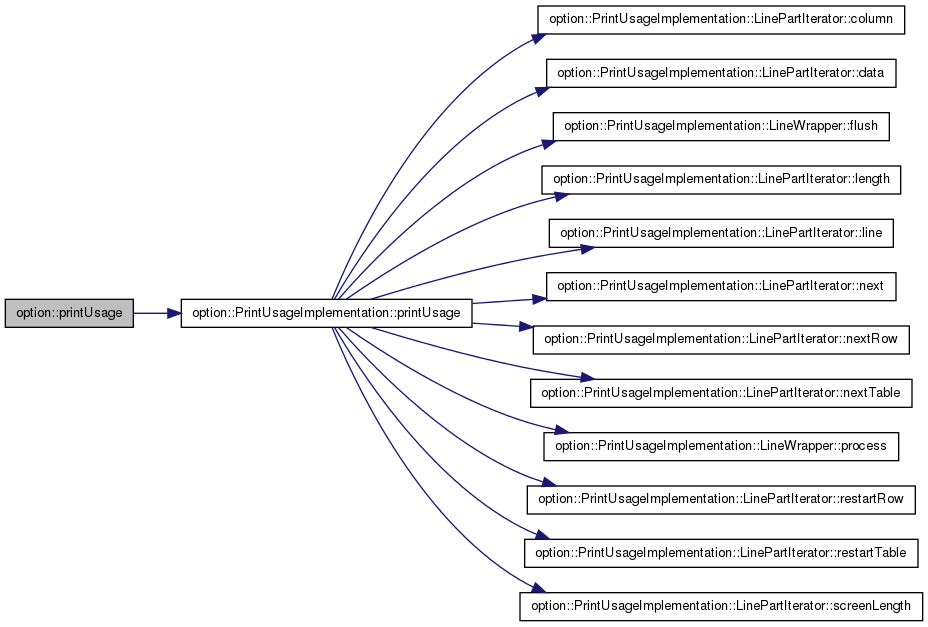 option::printUsage
option::PrintUsageImplementation::printUsage
option::PrintUsageImplementation::LinePartIterator::column
option::PrintUsageImplementation::LinePartIterator::data
option::PrintUsageImplementation::LineWrapper::flush
option::PrintUsageImplementation::LinePartIterator::length
option::PrintUsageImplementation::LinePartIterator::line
option::PrintUsageImplementation::LinePartIterator::next
option::PrintUsageImplementation::LinePartIterator::nextRow
option::PrintUsageImplementation::LinePartIterator::nextTable
option::PrintUsageImplementation::LineWrapper::process
option::PrintUsageImplementation::LinePartIterator::restartRow
option::PrintUsageImplementation::LinePartIterator::restartTable
option::PrintUsageImplementation::LinePartIterator::screenLength